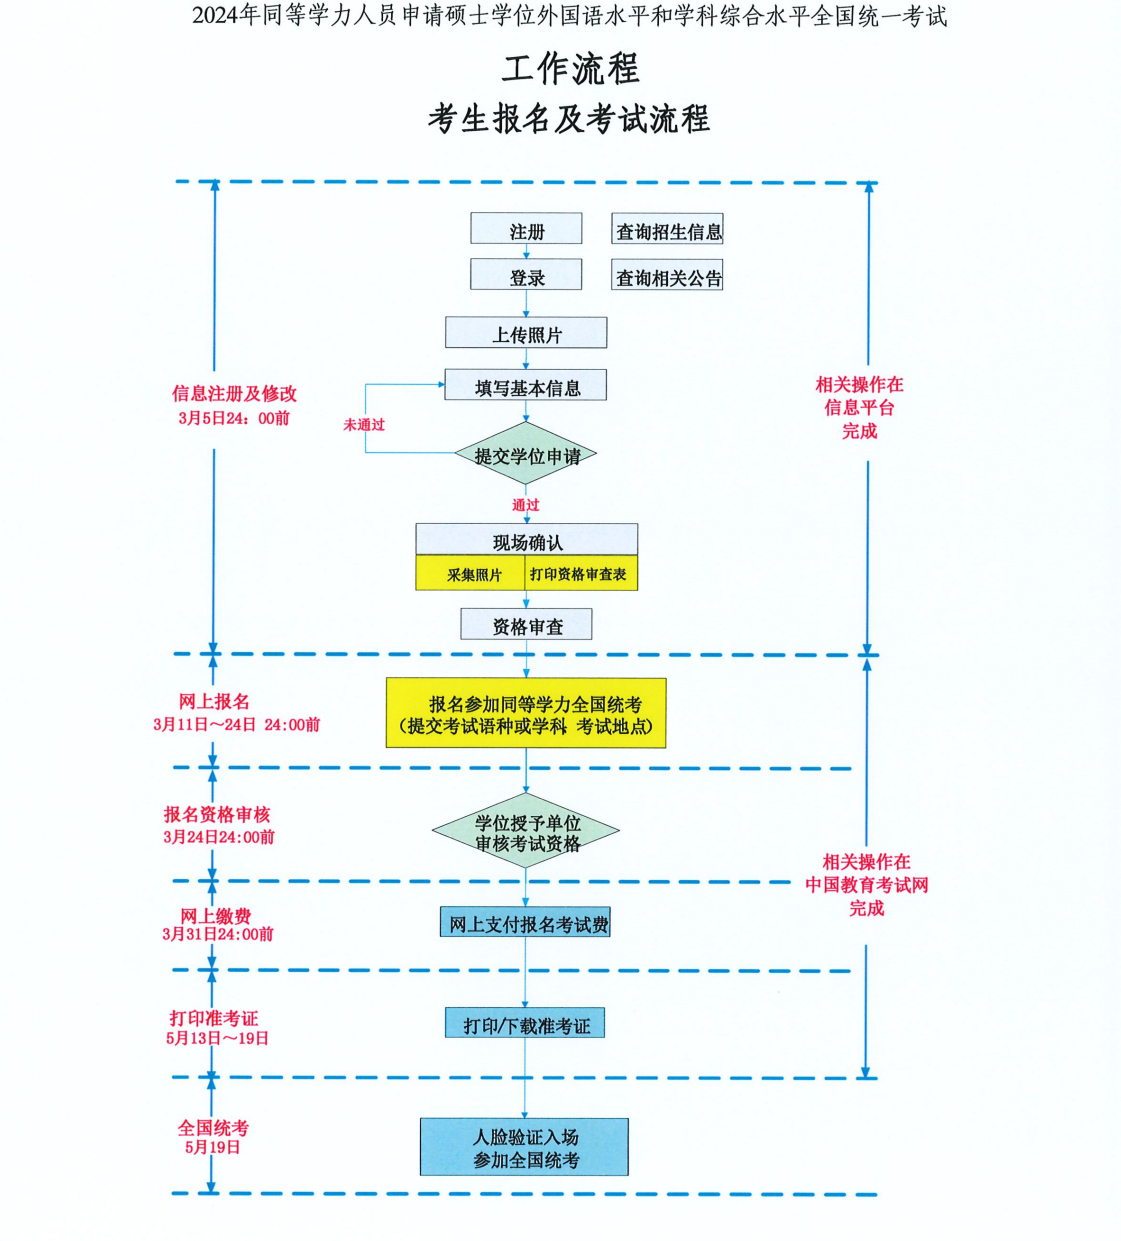 2024年同等学力人员申请硕士学位外国语水平和学科综合水平全国统一考试
工作流程
考生报名及考试流程
注册
查询招生信息
登录
查询相关公告
上传照片
填写基本信息
信息注册及修改
3月5日24：00前
相关操作在
信息平台
完成
未通过
提交学位申请
通过
现场确认
采集照片
打印资格审查表
资格审查
网上报名
3月11日～24日 24:00前
报名参加同等学力全国统考
（提交考试语种或学科 考试地点）
报名资格审核
3月24日24:00前
学位授予单位
审核考试资格
相关操作在
中国教育考试网
完成
网上缴费
3月31日24:00前
网上支付报名考试费
打印准考证
5月13日～19日
打印/下载准考证
全国统考
5月19日
人脸验证入场
参加全国统考